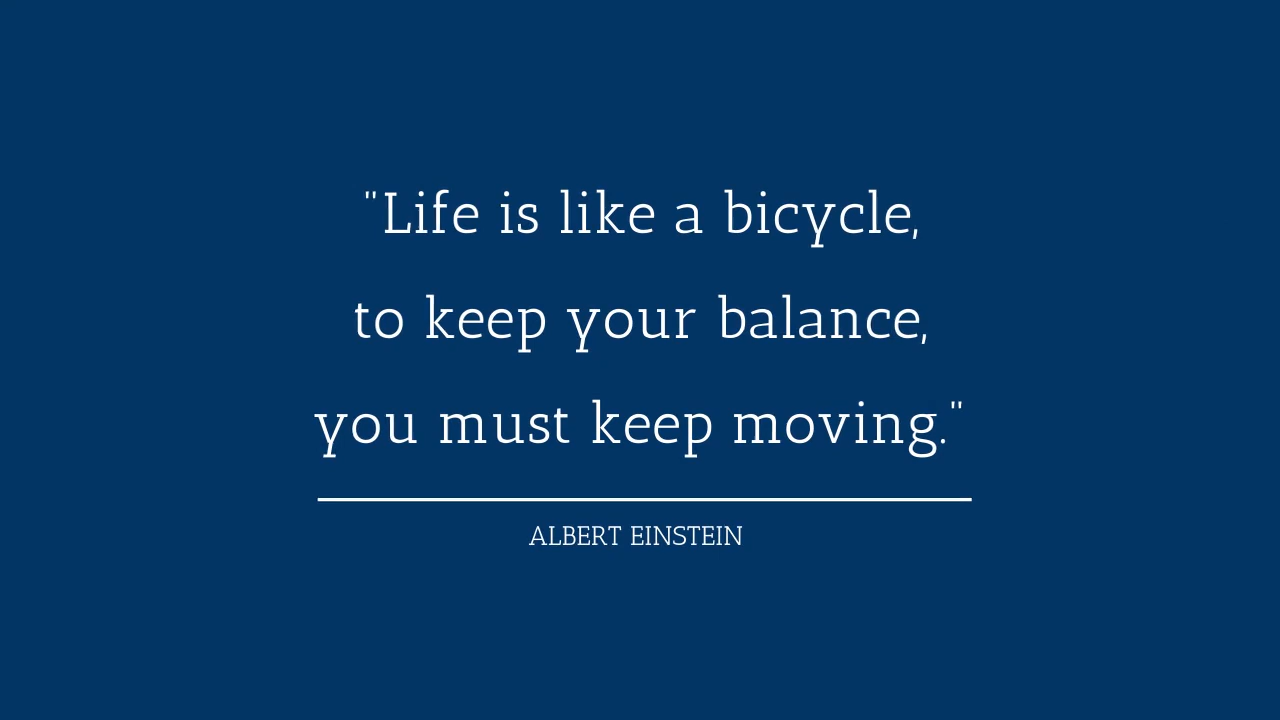 "Life is like a bicycle,
to keep your balance,
you must keep moving."
ALBERT EINSTEIN